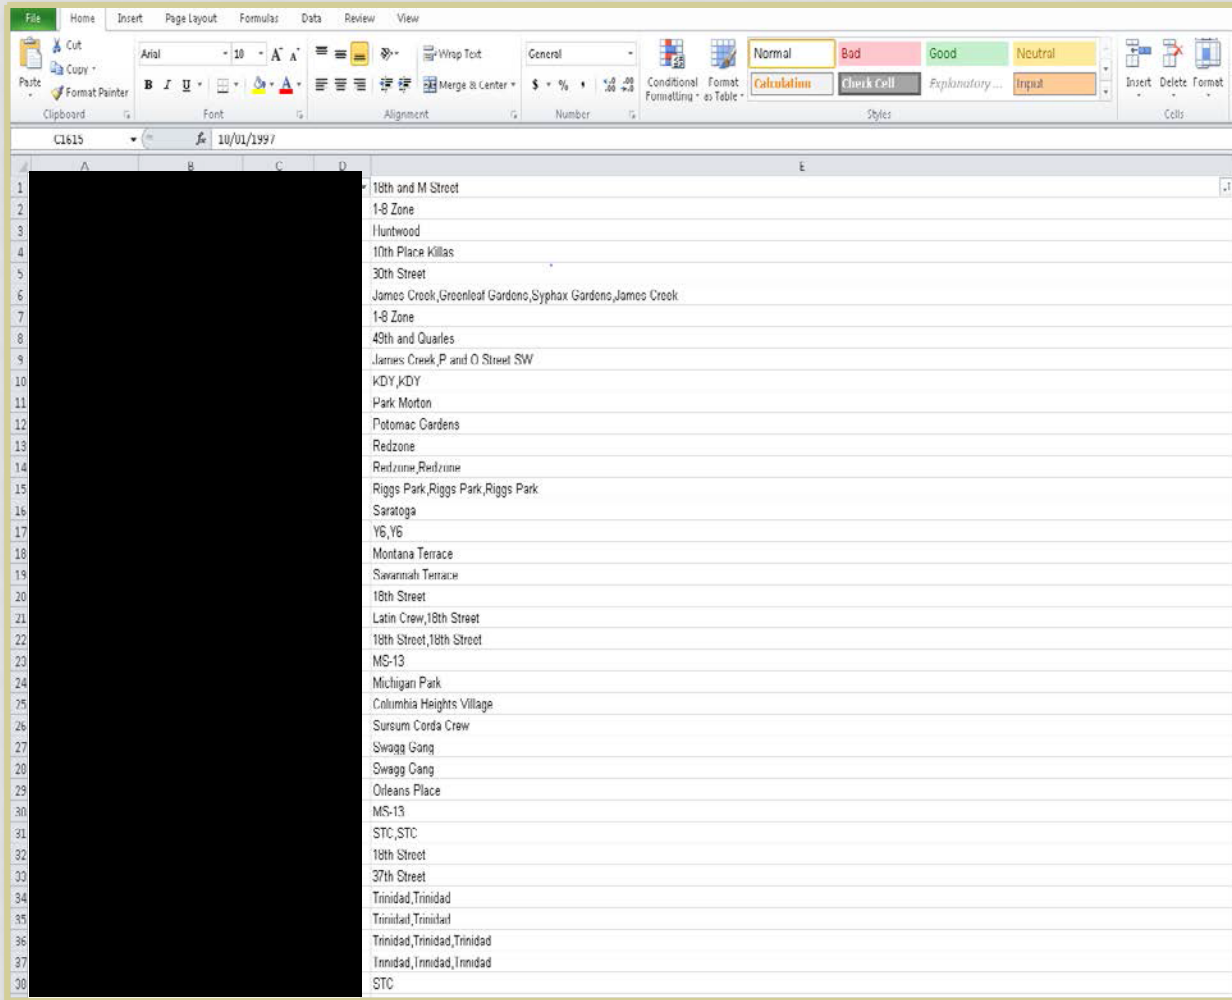 File Home Insert Page Layout Formulas Data Review View
Cut
Copy
Format Painter
Paste
Clipboard
Arial 10 A A
B I U A
Font
Wrap Text
Merge & Center
Alignment
General
$ % , .00 .00
Number
Conditional Formatting
Format as Table
Normal Bad Good Neutral
Calculation Check Cell Explanatory ... Input
Styles
Insert Delete Format
Cells
C1615 fx 10/01/1997
A B C D E
1 18th and M Street
2 1-8 Zone
3 Huntwood
4 10th Place Killas
5 30th Street
6 James Creek,Greenleaf Gardens,Syphax Gardens,James Creek
7 1-8 Zone
8 49th and Quarles
9 James Creek,P and O Street SW
10 KDY,KDY
11 Park Morton
12 Potomac Gardens
13 Redzone
14 Redzone,Redzone
15 Riggs Park,Riggs Park,Riggs Park
16 Saratoga
17 Y6,Y6
18 Montana Terrace
19 Savannah Terrace
20 18th Street
21 Latin Crew,18th Street
22 18th Street,18th Street
23 MS-13
24 Michigan Park
25 Columbia Heights Village
26 Sursum Corda Crew
27 Swagg Gang
28 Swagg Gang
29 Orleans Place
30 MS-13
31 STC,STC
32 18th Street
33 37th Street
34 Trinidad,Trinidad
35 Trinidad,Trinidad
36 Trinidad,Trinidad,Trinidad
37 Trinidad,Trinidad,Trinidad
38 STC